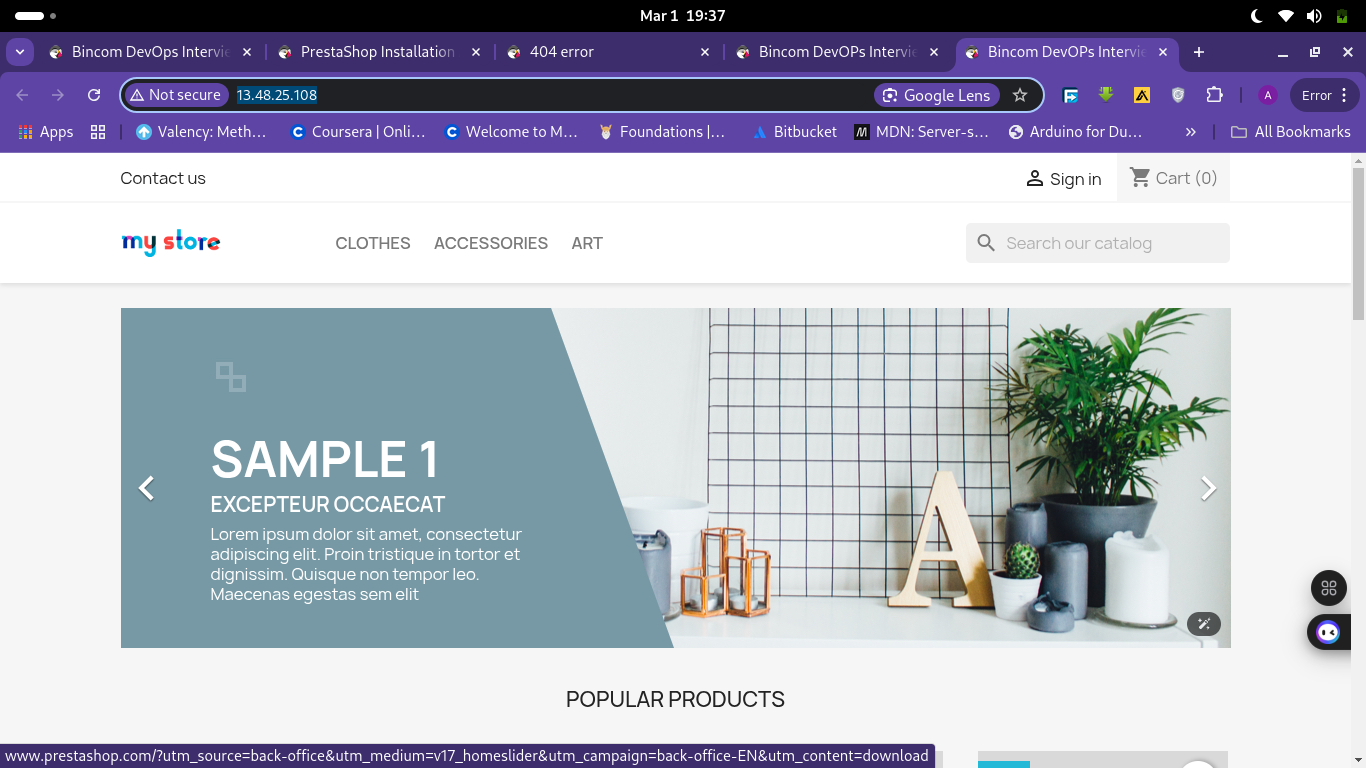 Mar 1 19:37
Bincom DevOps Intervie
PrestaShop Installation
404 error
Bincom DevOPs Intervie
Bincom DevOPs Intervie
Not secure
13.48.25.108
Google Lens
A
Error
Apps
Valency: Meth...
Coursera | Onli...
Welcome to M...
Foundations |...
Bitbucket
MDN: Server-s...
Arduino for Du...
»
All Bookmarks
Contact us
Sign in
Cart (0)
my store
CLOTHES
ACCESSORIES
ART
Search our catalog
SAMPLE 1
EXCEPTEUR OCCAECAT
Lorem ipsum dolor sit amet, consectetur
adipiscing elit. Proin tristique in tortor et
dignissim. Quisque non tempor leo.
Maecenas egestas sem elit
A
POPULAR PRODUCTS
www.prestashop.com/?utm_source=back-office&utm_medium=v17_homeslider&utm_campaign=back-office-EN&utm_content=download